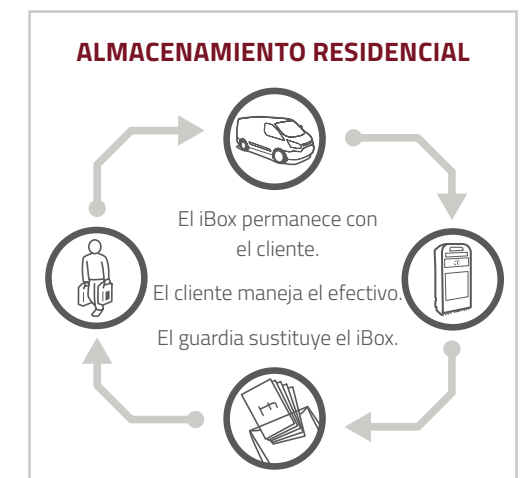 ALMACENAMIENTO RESIDENCIAL
El iBox permanece con
el cliente.
El cliente maneja el efectivo.
El guardia sustituye el iBox.